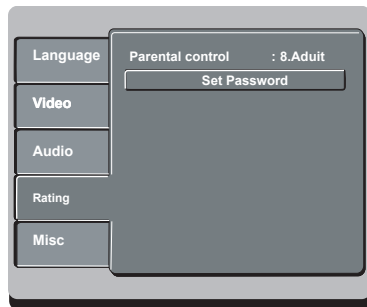 Language
Video
Audio
Rating
Misc
Parental control : 8.Aduit
Set Password